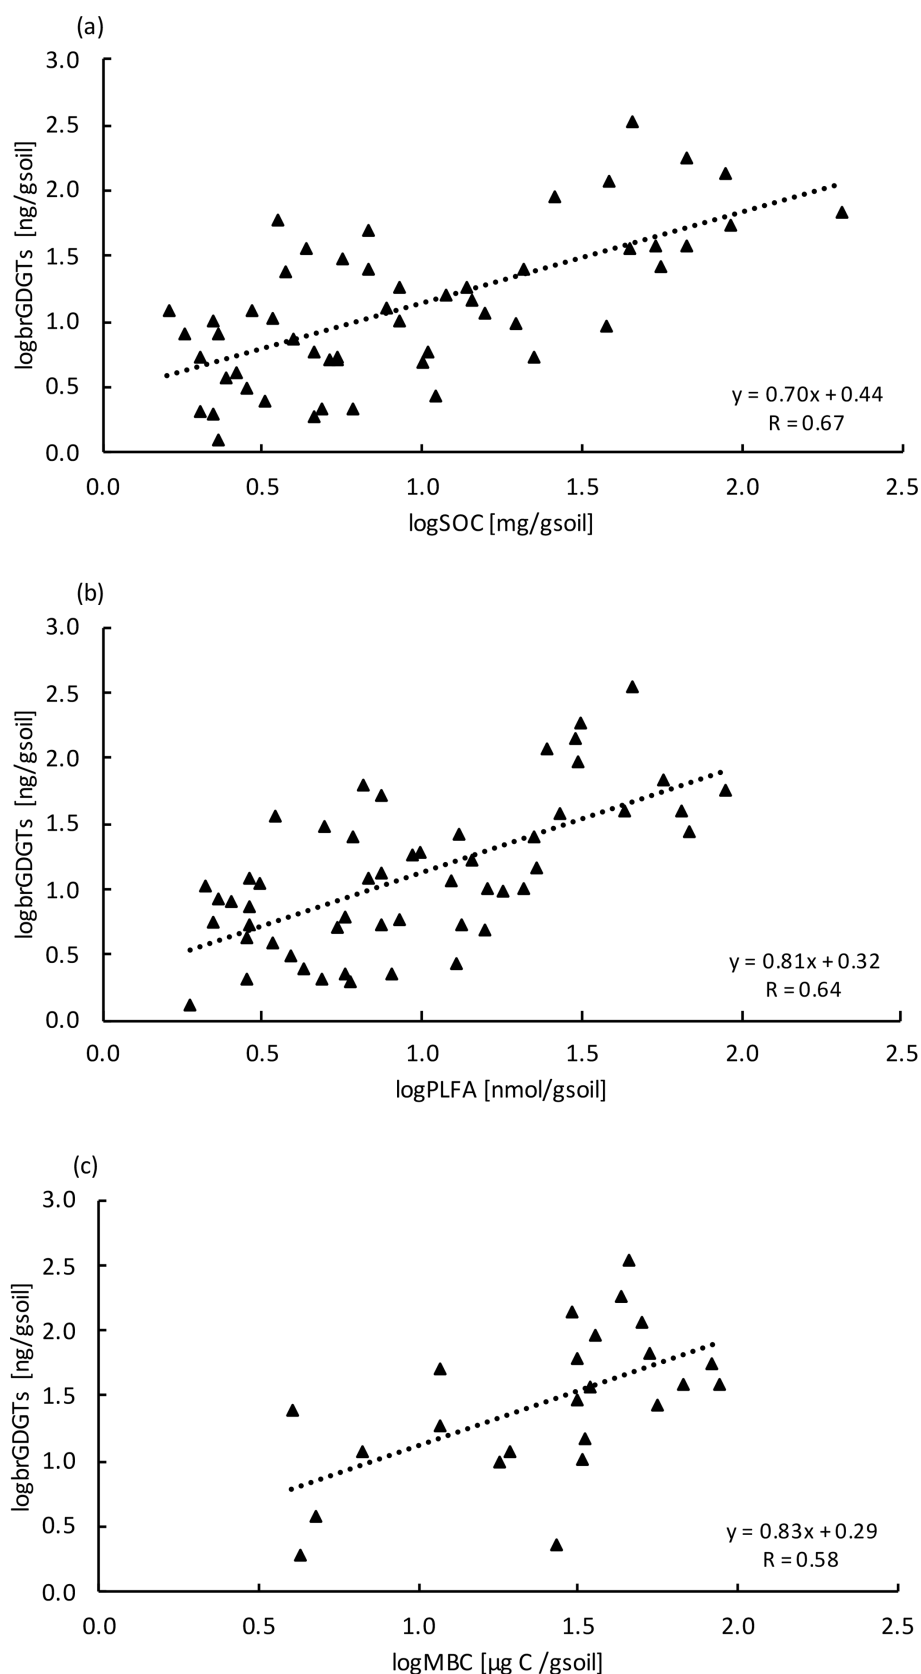 (a)
3.0
2.5
2.0
1.5
1.0
0.5
0.0
logbrGDGTs [ng/gsoil]
y = 0.70x + 0.44
R = 0.67
0.0 0.5 1.0 1.5 2.0 2.5
logSOC [mg/gsoil]
(b)
3.0
2.5
2.0
1.5
1.0
0.5
0.0
logbrGDGTs [ng/gsoil]
y = 0.81x + 0.32
R = 0.64
0.0 0.5 1.0 1.5 2.0 2.5
logPLFA [nmol/gsoil]
(c)
3.0
2.5
2.0
1.5
1.0
0.5
0.0
logbrGDGTs [ng/gsoil]
y = 0.83x + 0.29
R = 0.58
0.0 0.5 1.0 1.5 2.0 2.5
logMBC [µg C /gsoil]